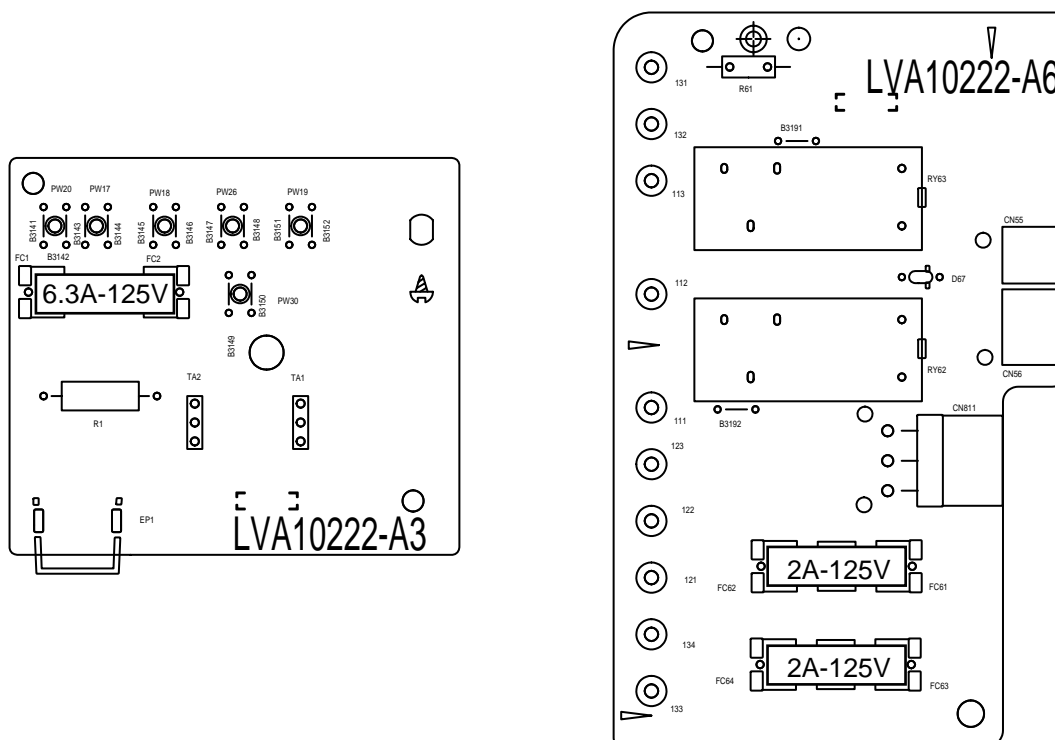 PW20 PW17 PW18 PW26 PW19
B3141 B3143 B3144 B3145 B3146 B3147 B3148 B3151 B3152
FC1 B3142 FC2
6.3A-125V
B3150 PW30
B3149
TA2 TA1
R1
EP1
LVA10222-A3
131
R61
LVA10222-A6
132
B3191
113
RY63
CN55
112
D67
RY62
CN56
111
B3192
CN811
123
122
2A-125V
121
FC62 FC61
134
2A-125V
FC64 FC63
133